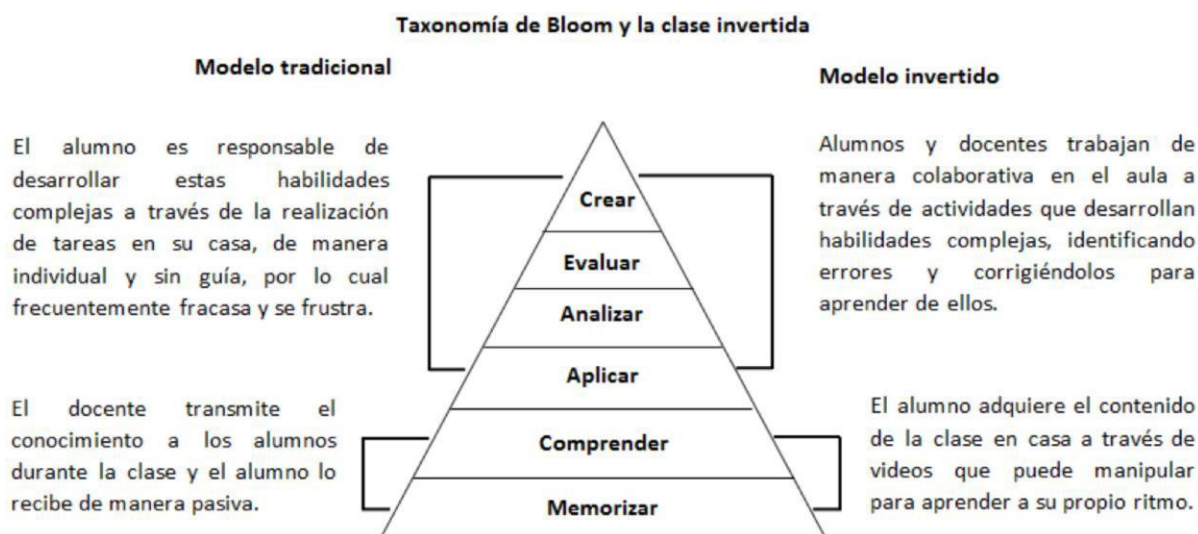 Taxonomía de Bloom y la clase invertida
Modelo tradicional
El alumno es responsable de
desarrollar estas habilidades
complejas a través de la realización
de tareas en su casa, de manera
individual y sin guía, por lo cual
frecuentemente fracasa y se frustra.
El docente transmite el
conocimiento a los alumnos
durante la clase y el alumno lo
recibe de manera pasiva.
Crear
Evaluar
Analizar
Aplicar
Comprender
Memorizar
Modelo invertido
Alumnos y docentes trabajan de
manera colaborativa en el aula a
través de actividades que desarrollan
habilidades complejas, identificando
errores y corrigiéndolos para
aprender de ellos.
El alumno adquiere el contenido
de la clase en casa a través de
videos que puede manipular
para aprender a su propio ritmo.